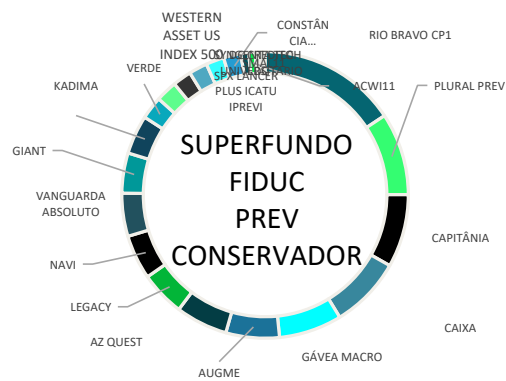 WESTERN
ASSET US
INDEX 500
CONSTÂN
CIA...
RIO BRAVO CP1
VERDE
UNIVERSITÁRIO
SPX LANCER
PLUS ICATU
IPREVI
ACWI11
PLURAL PREV
KADIMA
GIANT
SUPERFUNDO
FIDUC
PREV
CONSERVADOR
VANGUARDA
ABSOLUTO
CAPITÂNIA
NAVI
LEGACY
CAIXA
AZ QUEST
GÁVEA MACRO
AUGME